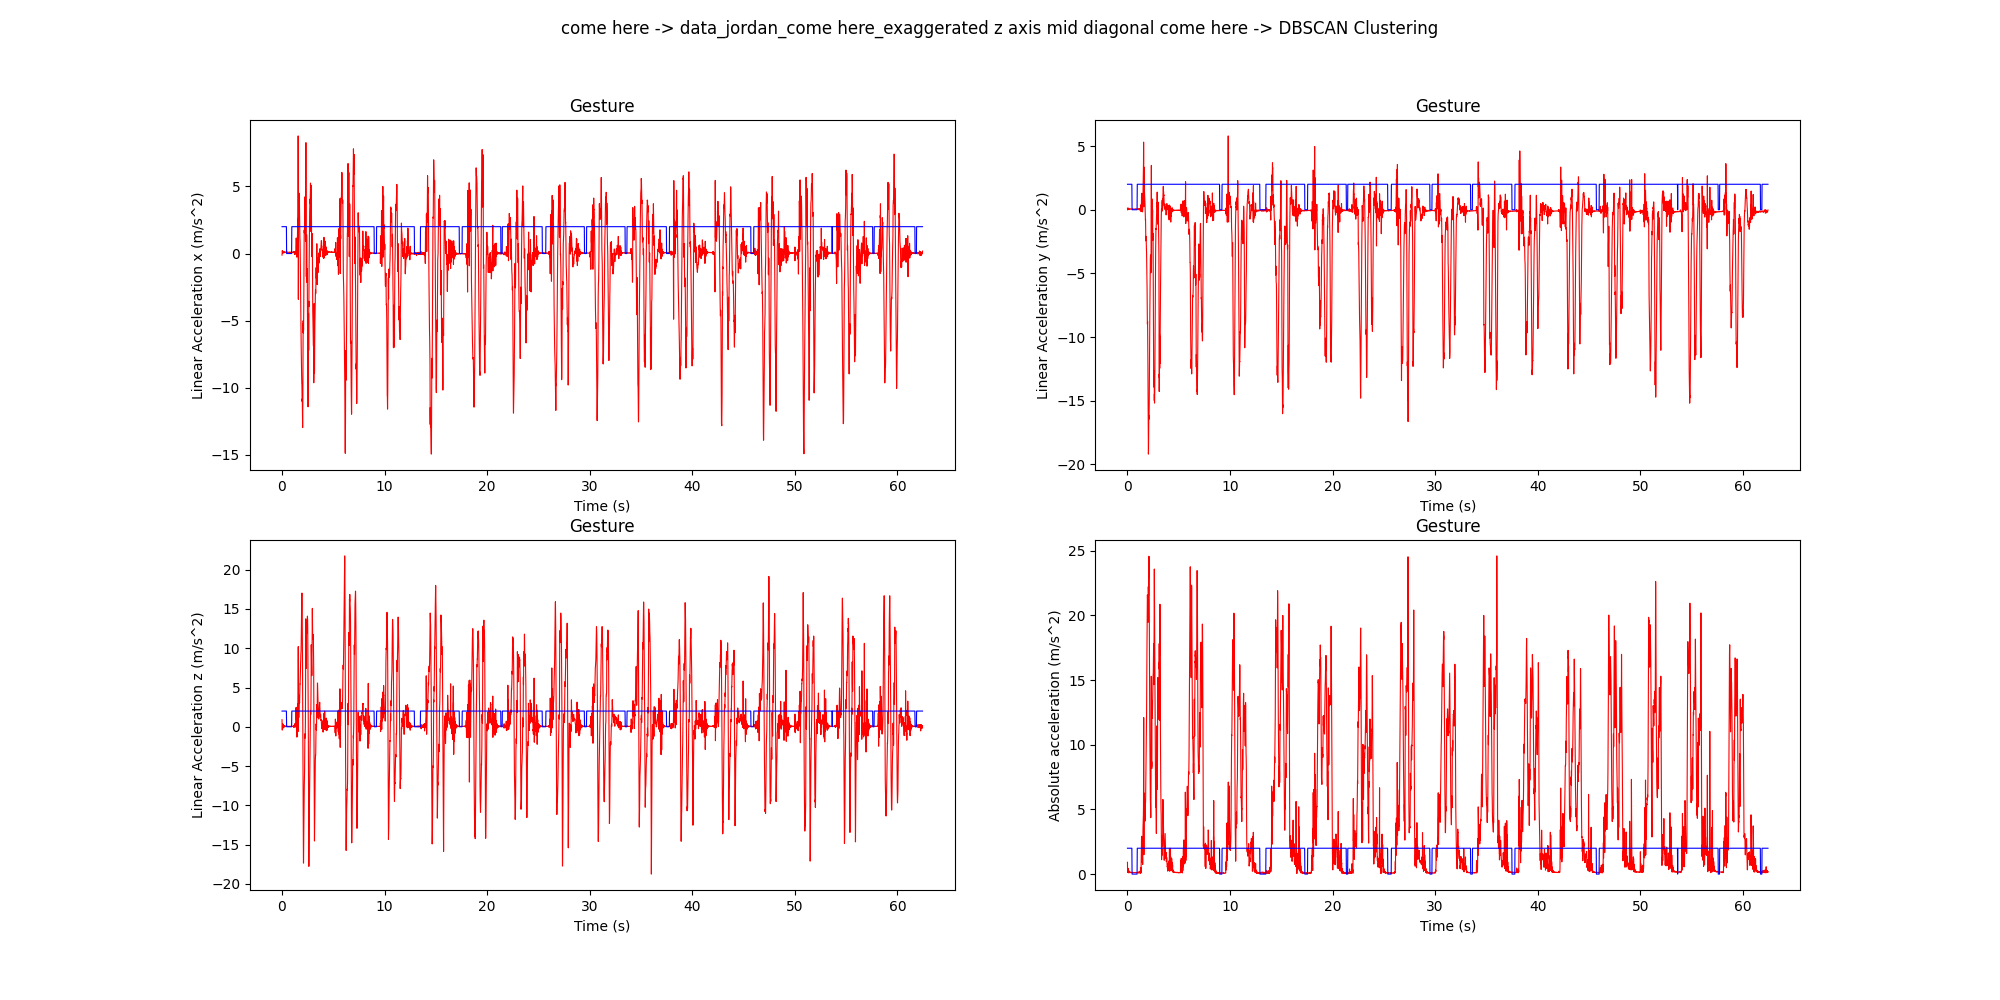 come here -> data_jordan_come here_exaggerated z axis mid diagonal come here -> DBSCAN Clustering
Gesture
Linear Acceleration x (m/s^2)
5
0
−5
−10
−15
0 10 20 30 40 50 60
Time (s)
Gesture
Linear Acceleration y (m/s^2)
5
0
−5
−10
−15
−20
0 10 20 30 40 50 60
Time (s)
Gesture
Linear Acceleration z (m/s^2)
20
15
10
5
0
−5
−10
−15
−20
0 10 20 30 40 50 60
Time (s)
Gesture
Absolute acceleration (m/s^2)
25
20
15
10
5
0
0 10 20 30 40 50 60
Time (s)